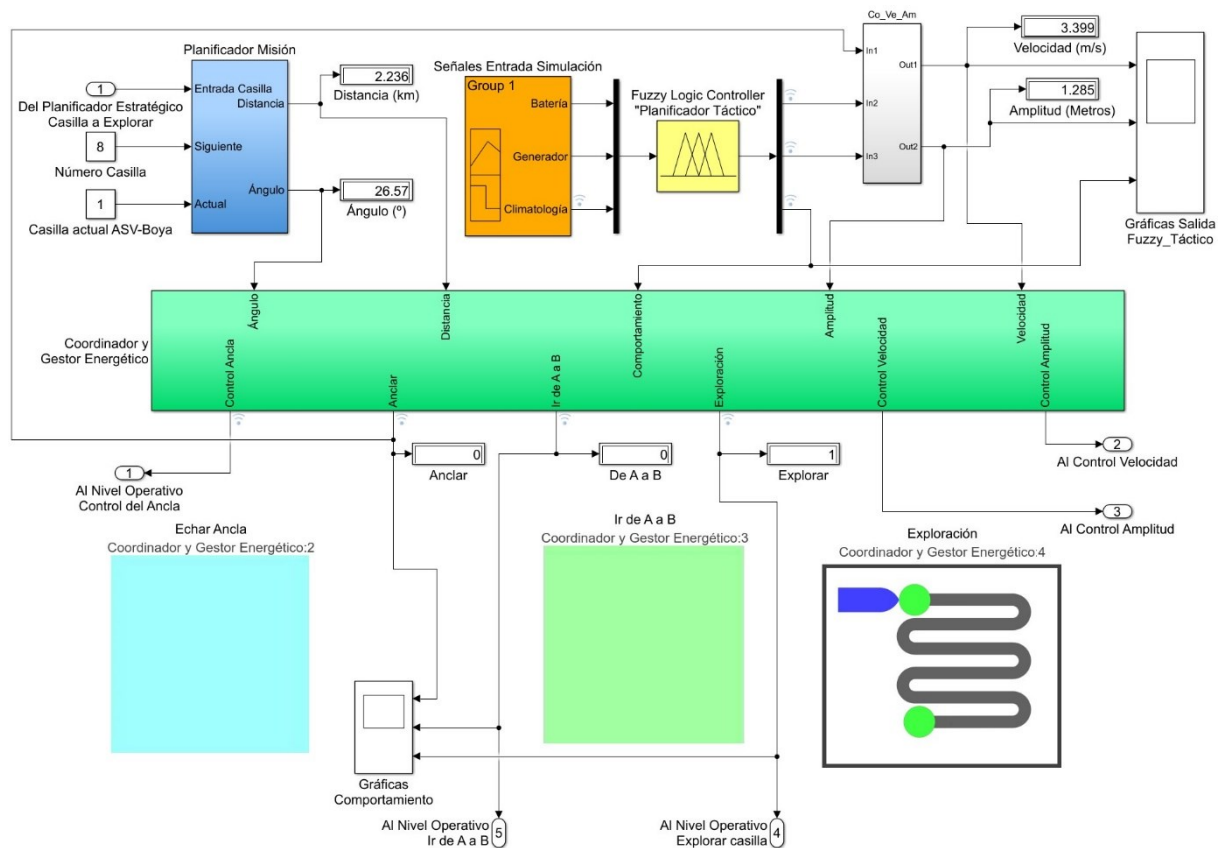 Co_Ve_Am
In1
In2
In3
Out1
Out2
3.399
Velocidad (m/s)
1.285
Amplitud (Metros)
Gráficas Salida
Fuzzy_Táctico
Planificador Misión
1
Del Planificador Estratégico
Casilla a Explorar
8
Número Casilla
1
Casilla actual ASV-Boya
Entrada Casilla
Distancia
Siguiente
Ángulo
Actual
2.236
Distancia (km)
26.57
Ángulo (º)
Señales Entrada Simulación
Group 1
Batería
Generador
Climatología
Fuzzy Logic Controller
"Planificador Táctico"
Coordinador y
Gestor Energético
Ángulo
Distancia
Comportamiento
Amplitud
Velocidad
Control Ancla
Anclar
Ir de A a B
Exploración
Control Velocidad
Control Amplitud
0
Anclar
0
De A a B
1
Explorar
2
Al Control Velocidad
3
Al Control Amplitud
1
Al Nivel Operativo
Control del Ancla
Echar Ancla
Coordinador y Gestor Energético:2
Ir de A a B
Coordinador y Gestor Energético:3
Exploración
Coordinador y Gestor Energético:4
Gráficas
Comportamiento
Al Nivel Operativo
Ir de A a B
5
Al Nivel Operativo
Explorar casilla
4